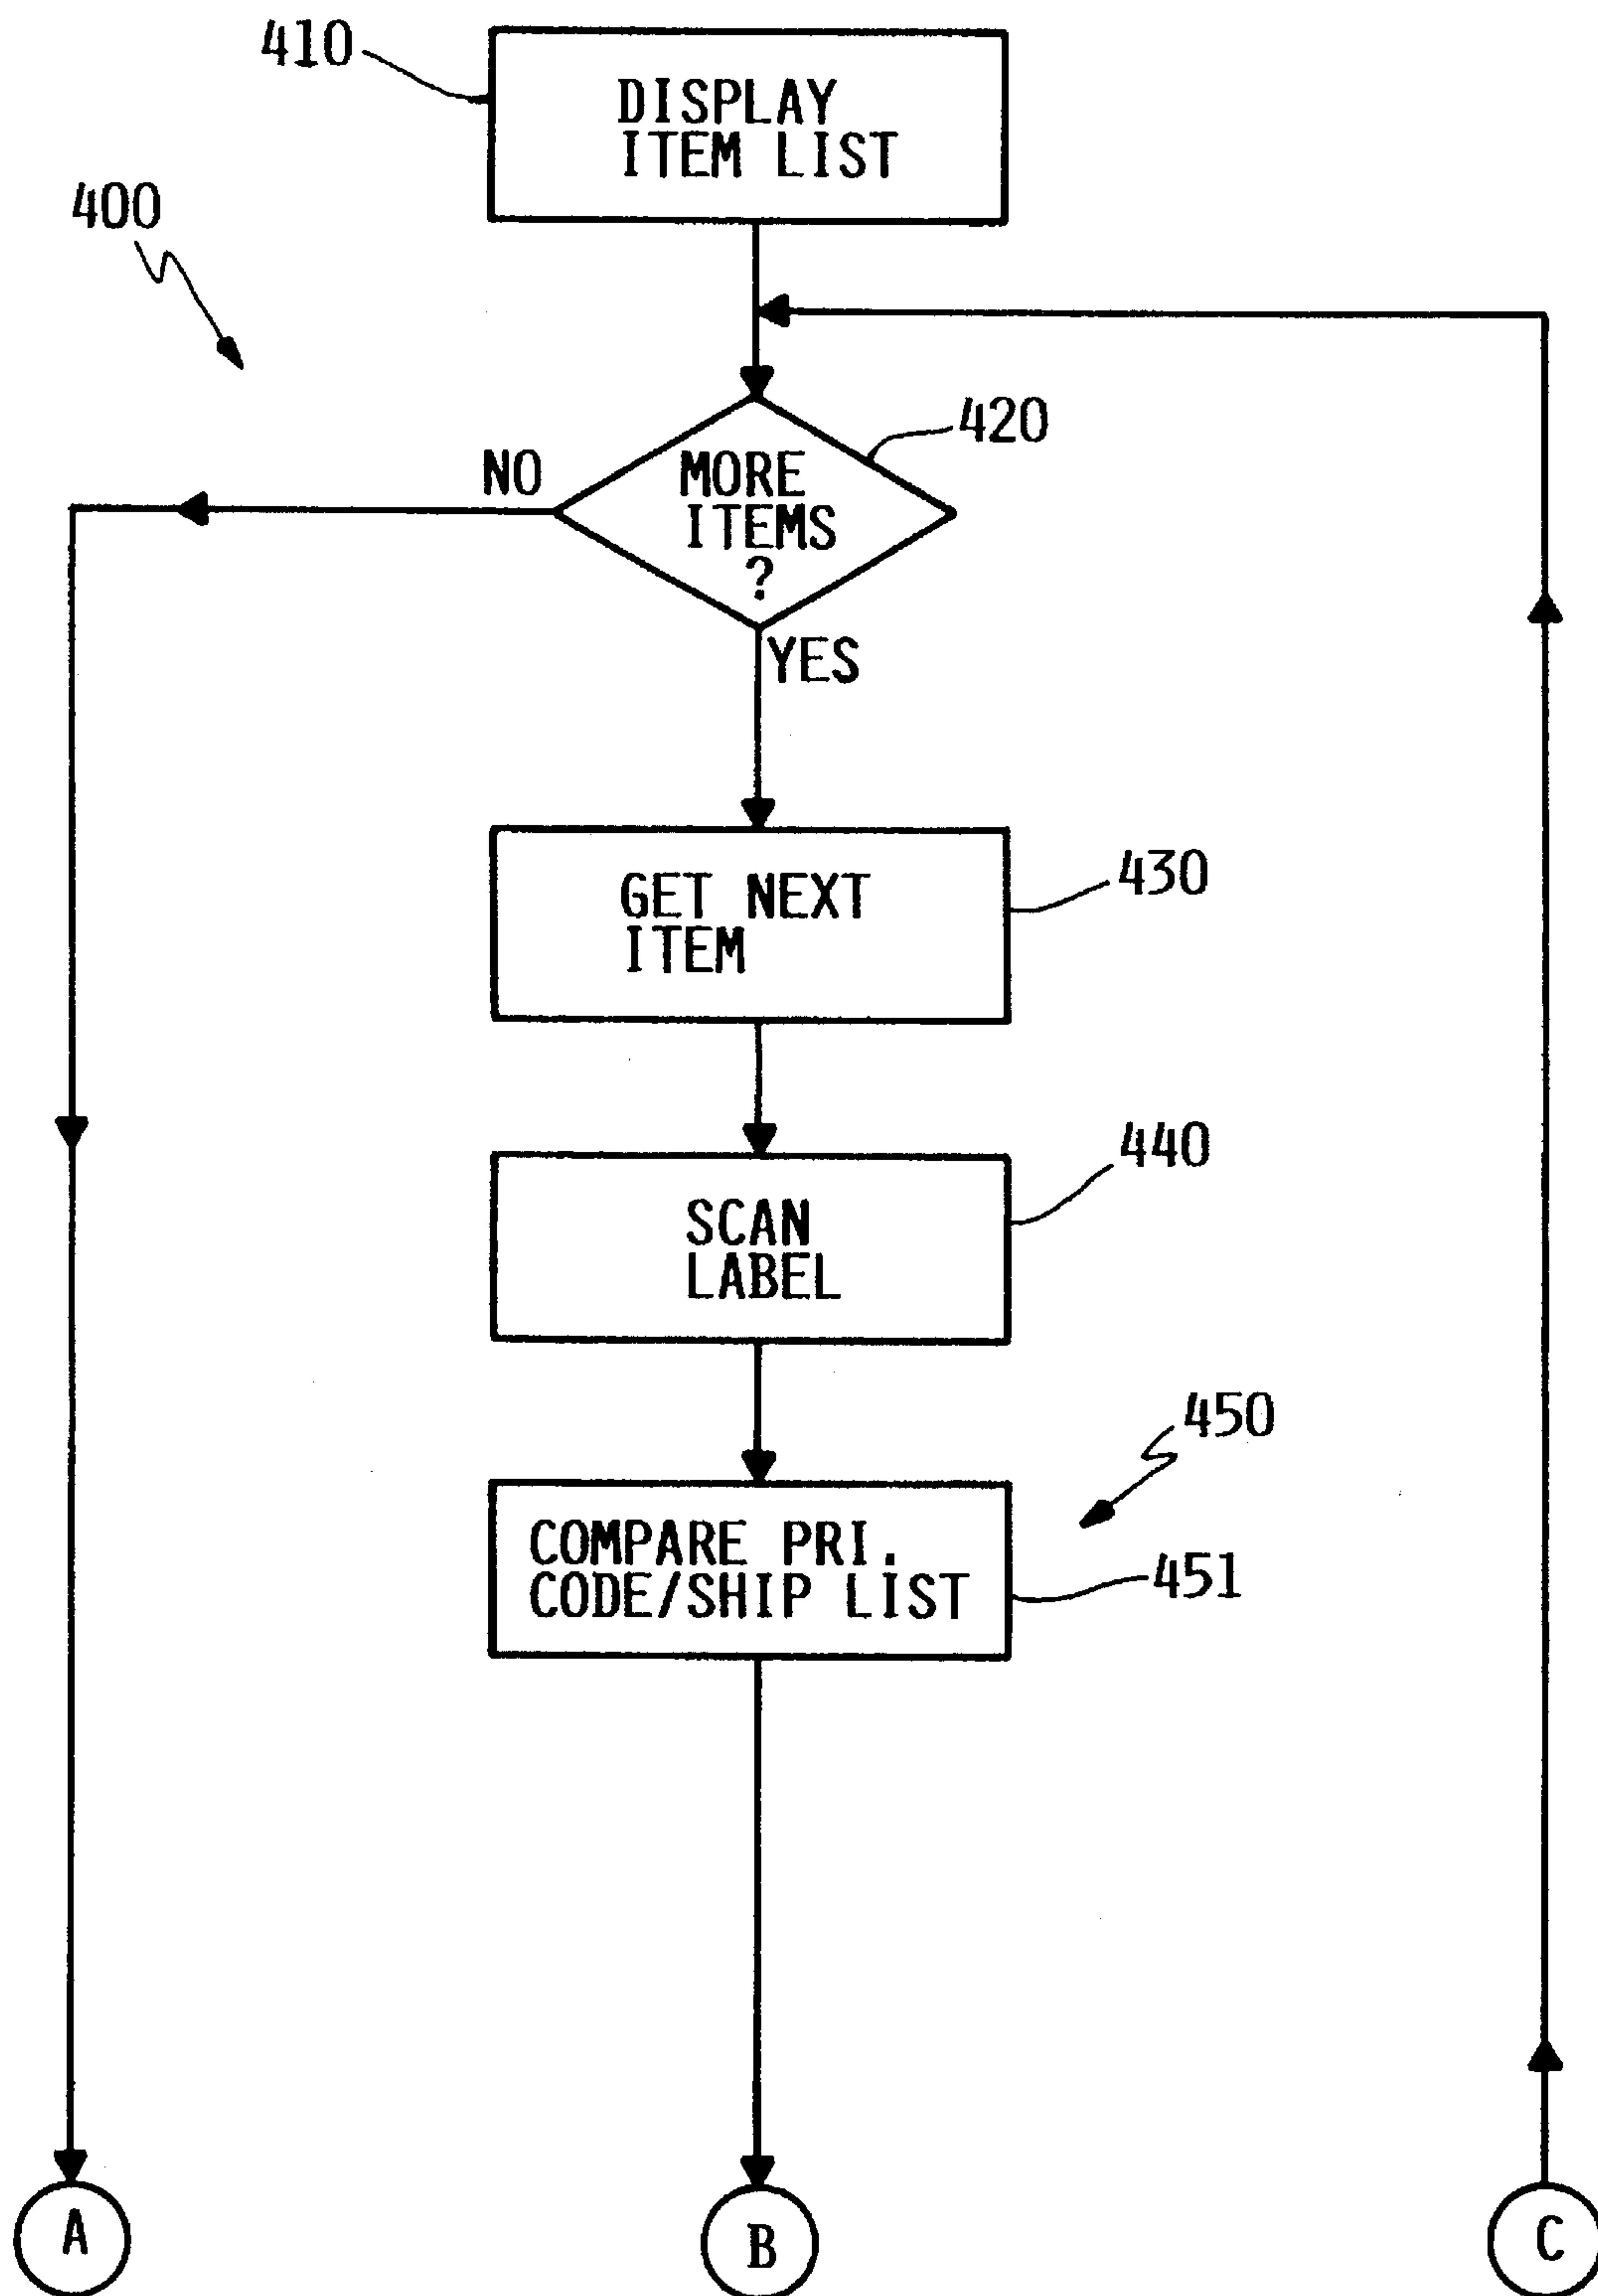 410
DISPLAY
ITEM LIST
400
420
NO
MORE
ITEMS
?
YES
430
GET NEXT
ITEM
440
SCAN
LABEL
450
COMPARE PRI.
CODE/SHIP LIST
451
A
B
C